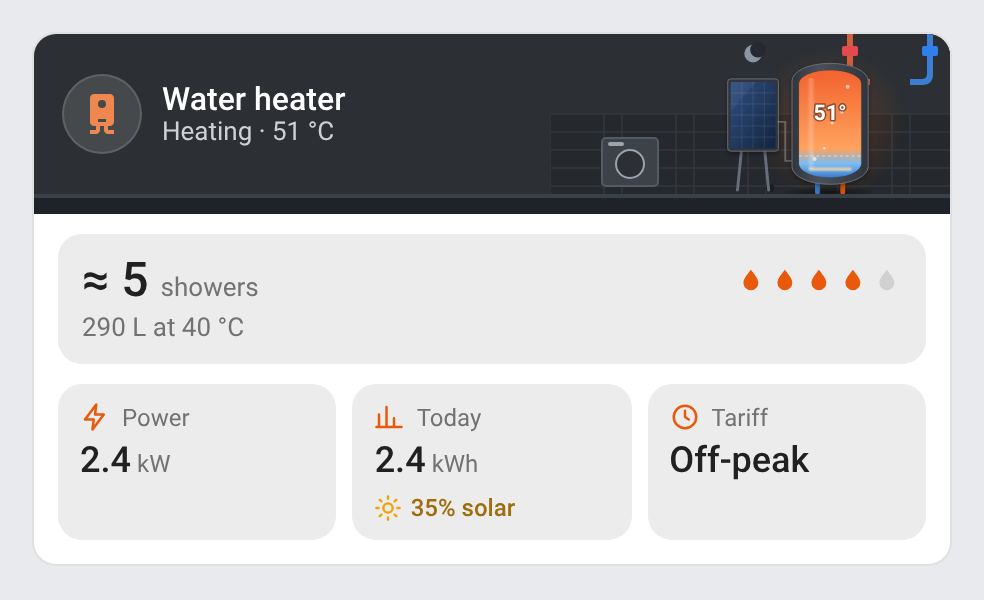 Water heater
Heating · 51 °C
51°
≈ 5 showers
290 L at 40 °C
Power
2.4 kW
Today
2.4 kWh
35% solar
Tariff
Off-peak